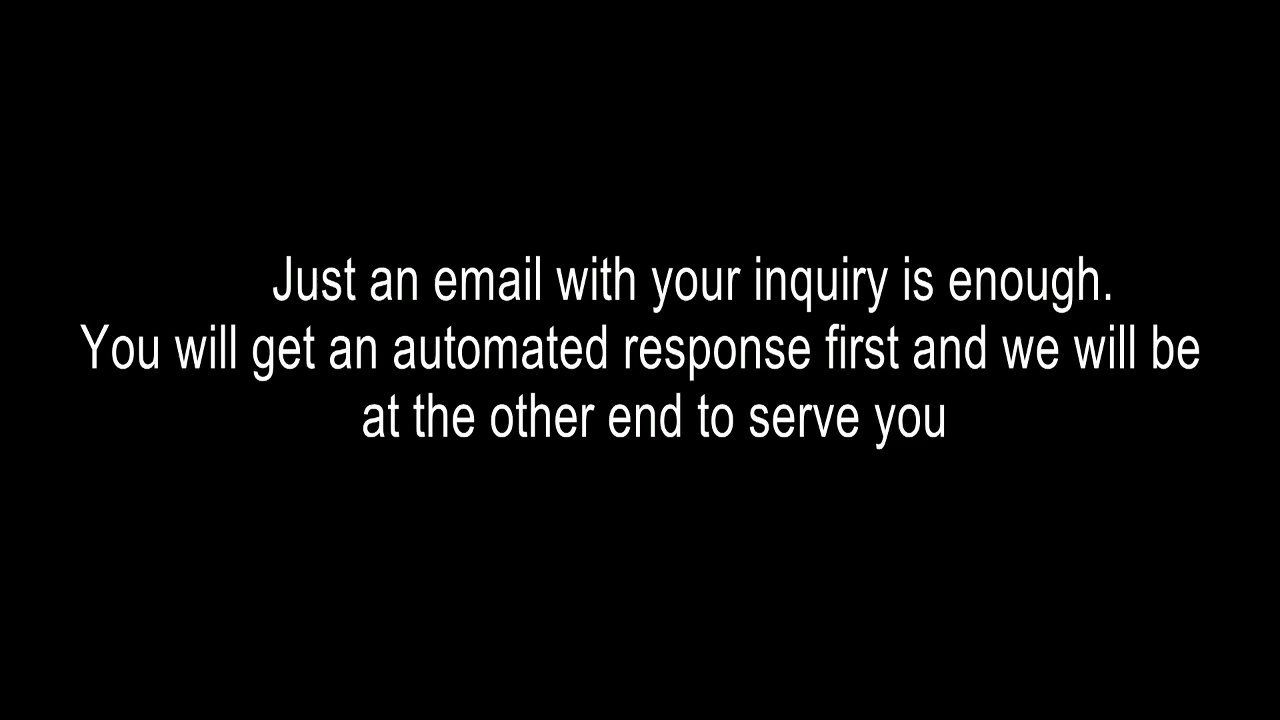 Just an email with your inquiry is enough.
You will get an automated response first and we will be
at the other end to serve you